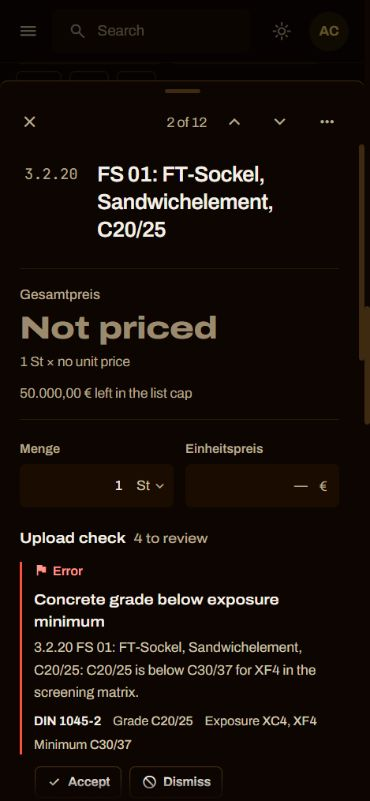 Search
AC
2 of 12
3.2.20
FS 01: FT-Sockel,
Sandwichelement,
C20/25
Gesamtpreis
Not priced
1 St × no unit price
50.000,00 € left in the list cap
Menge
Einheitspreis
1 St
— €
Upload check 4 to review
Error
Concrete grade below exposure
minimum
3.2.20 FS 01: FT-Sockel, Sandwichelement,
C20/25: C20/25 is below C30/37 for XF4 in the
screening matrix.
DIN 1045-2 Grade C20/25 Exposure XC4, XF4
Minimum C30/37
Accept
Dismiss